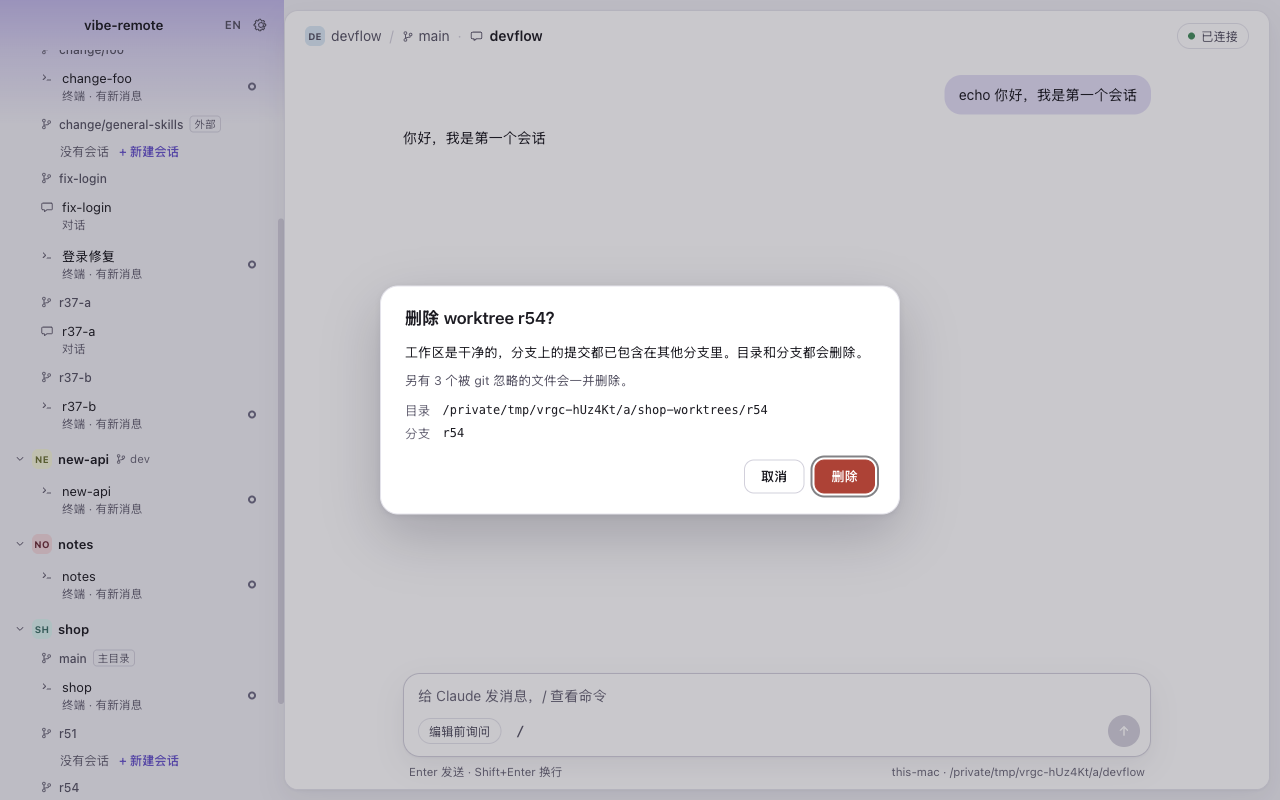 vibe-remote EN
change/foo
change-foo
终端 · 有新消息
change/general-skills 外部
没有会话 + 新建会话
fix-login
fix-login
对话
登录修复
终端 · 有新消息
r37-a
r37-a
对话
r37-b
r37-b
终端 · 有新消息
NE new-api dev
new-api
终端 · 有新消息
NO notes
notes
终端 · 有新消息
SH shop
main 主目录
shop
终端 · 有新消息
r51
没有会话 + 新建会话
r54
DE devflow / main · devflow
已连接
echo 你好，我是第一个会话
你好，我是第一个会话
删除 worktree r54?
工作区是干净的，分支上的提交都已包含在其他分支里。目录和分支都会删除。
另有 3 个被 git 忽略的文件会一并删除。
目录 /private/tmp/vrgc-hUz4Kt/a/shop-worktrees/r54
分支 r54
取消 删除
给 Claude 发消息，/ 查看命令
编辑前询问 /
Enter 发送 · Shift+Enter 换行
this-mac · /private/tmp/vrgc-hUz4Kt/a/devflow